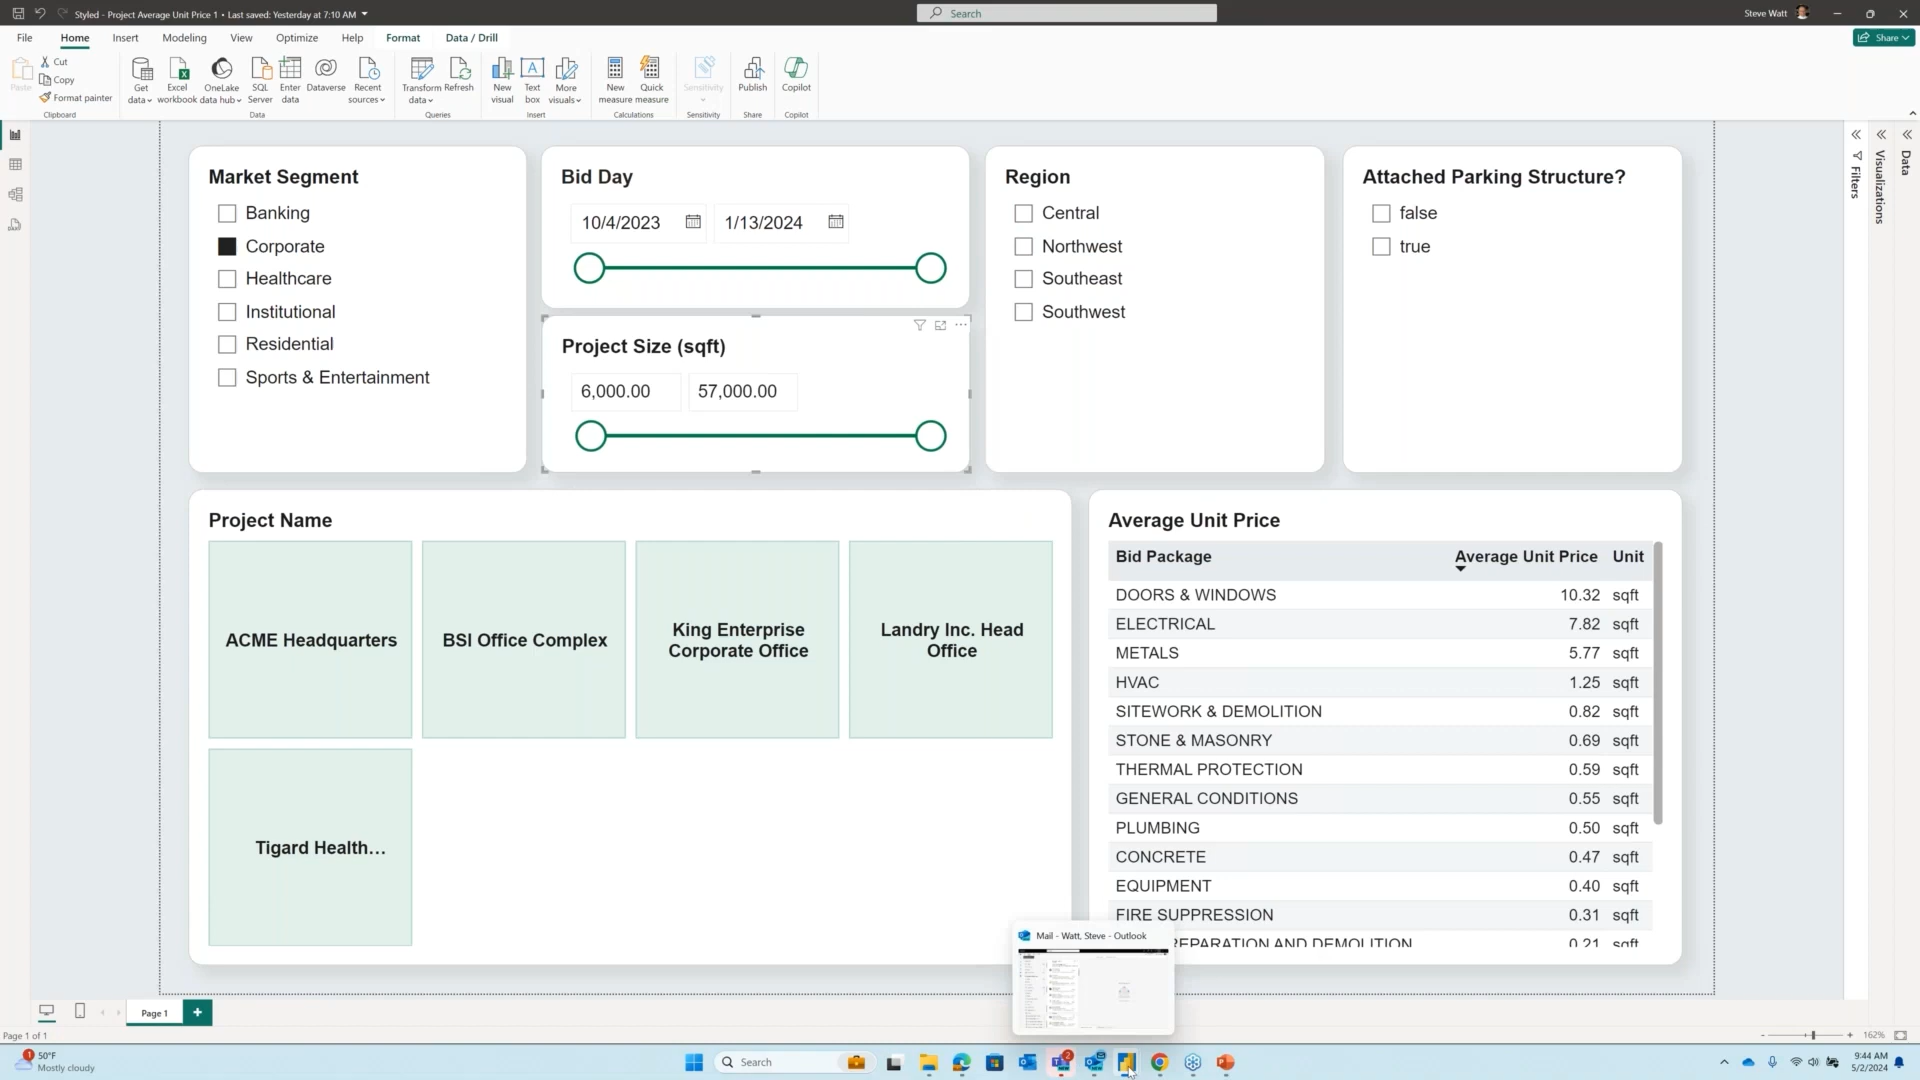 Styled - Project Average Unit Price 1 • Last saved: Yesterday at 7:10 AM
Search
Steve Watt
File
Home
Insert
Modeling
View
Optimize
Help
Format
Data / Drill
Share
Paste
Cut
Copy
Format painter
Clipboard
Get data
Excel workbook
OneLake data hub
SQL Server
Enter data
Dataverse
Recent sources
Data
Transform data
Refresh
Queries
New visual
Text box
More visuals
Insert
New measure
Quick measure
Calculations
Sensitivity
Sensitivity
Publish
Share
Copilot
Copilot
Market Segment
Banking
Corporate
Healthcare
Institutional
Residential
Sports & Entertainment
Bid Day
10/4/2023
1/13/2024
Project Size (sqft)
6,000.00
57,000.00
Region
Central
Northwest
Southeast
Southwest
Attached Parking Structure?
false
true
Filters
Visualizations
Data
Project Name
ACME Headquarters
BSI Office Complex
King Enterprise
Corporate Office
Landry Inc. Head
Office
Tigard Health...
Average Unit Price
Bid Package Average Unit Price Unit
DOORS & WINDOWS 10.32 sqft
ELECTRICAL 7.82 sqft
METALS 5.77 sqft
HVAC 1.25 sqft
SITEWORK & DEMOLITION 0.82 sqft
STONE & MASONRY 0.69 sqft
THERMAL PROTECTION 0.59 sqft
GENERAL CONDITIONS 0.55 sqft
PLUMBING 0.50 sqft
CONCRETE 0.47 sqft
EQUIPMENT 0.40 sqft
FIRE SUPPRESSION 0.31 sqft
AND DEMOLITION 0.21 sqft
Mail - Watt, Steve - Outlook
Page 1
Page 1 of 1
162%
1
50°F
Mostly cloudy
Search
2
NEW
NEW
9:44 AM
5/2/2024